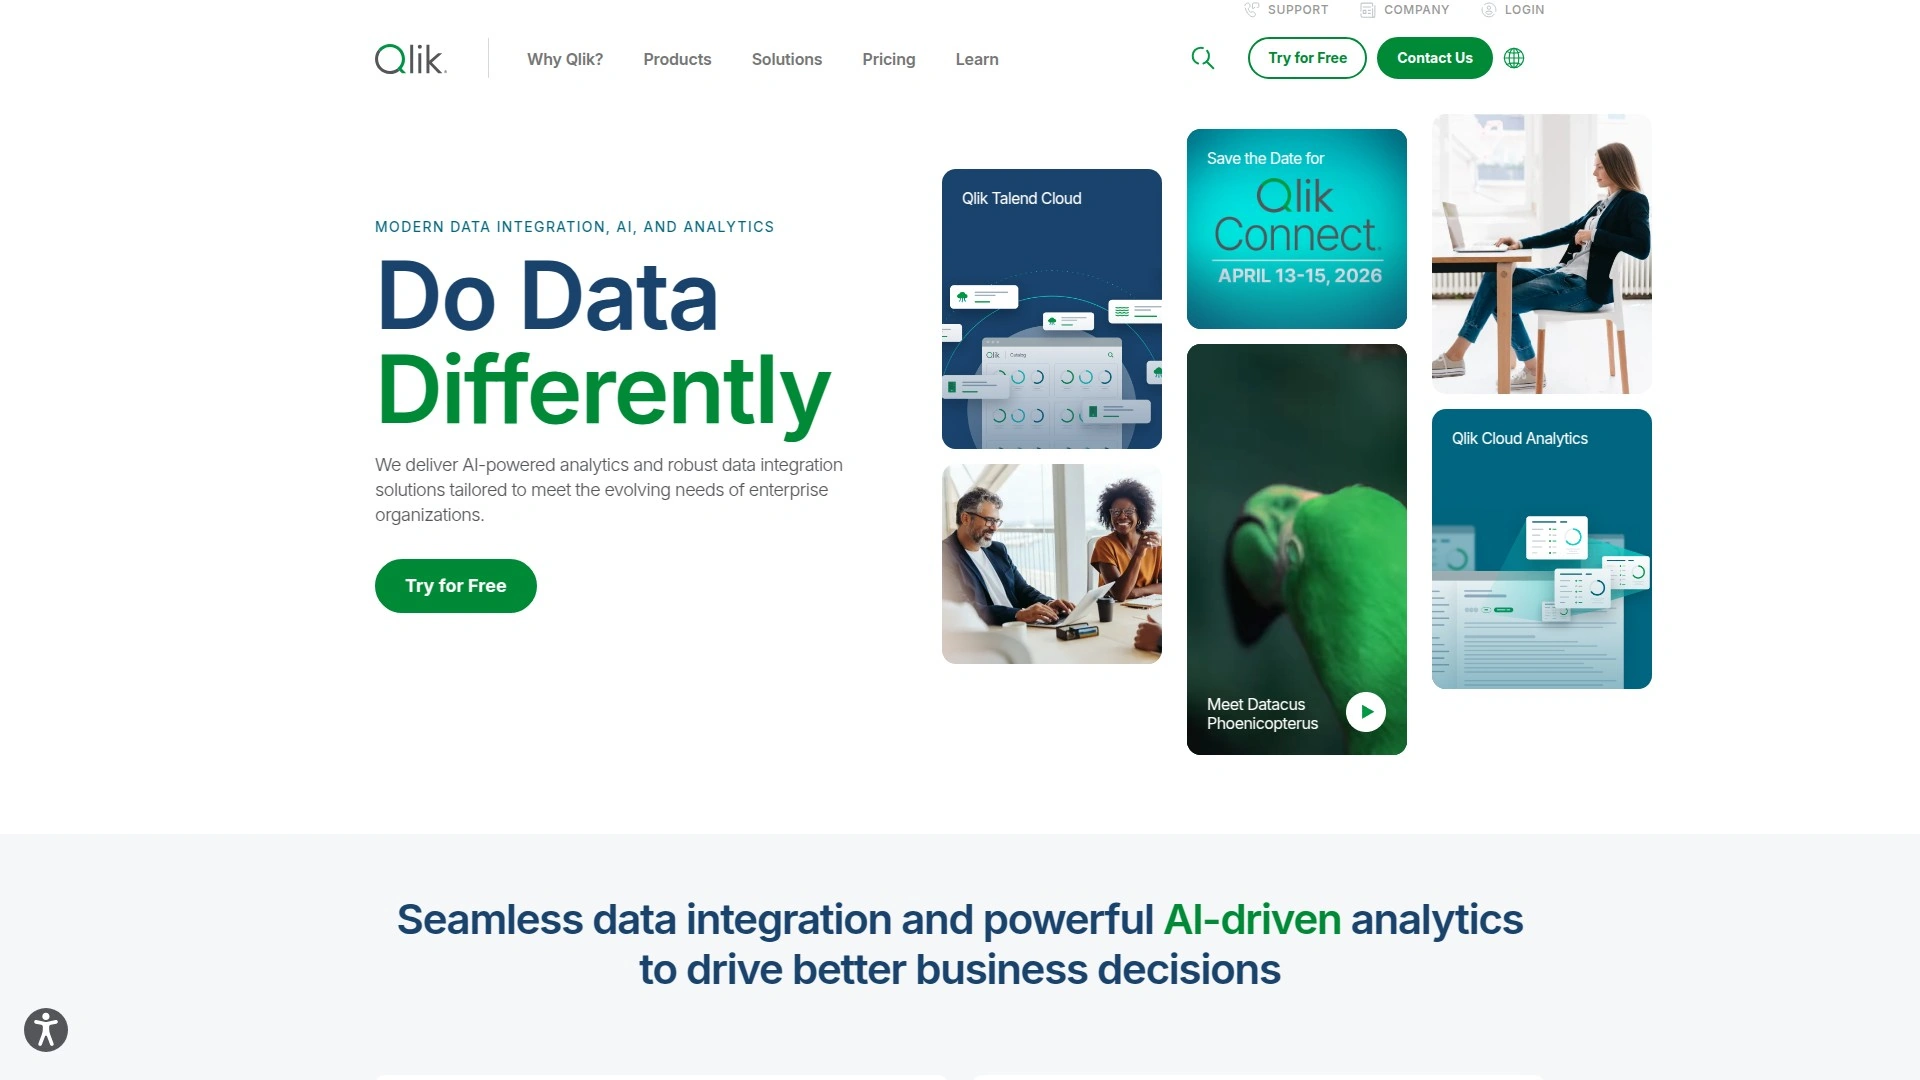 SUPPORT
COMPANY
LOGIN
Qlik
Why Qlik?
Products
Solutions
Pricing
Learn
Try for Free
Contact Us
MODERN DATA INTEGRATION, AI, AND ANALYTICS
Do Data
Differently
We deliver AI-powered analytics and robust data integration
solutions tailored to meet the evolving needs of enterprise
organizations.
Try for Free
Qlik Talend Cloud
Qlik
Catalog
Save the Date for
Qlik
Connect.
APRIL 13-15, 2026
Meet Datacus
Phoenicopterus
Qlik Cloud Analytics
Seamless data integration and powerful AI-driven analytics
to drive better business decisions